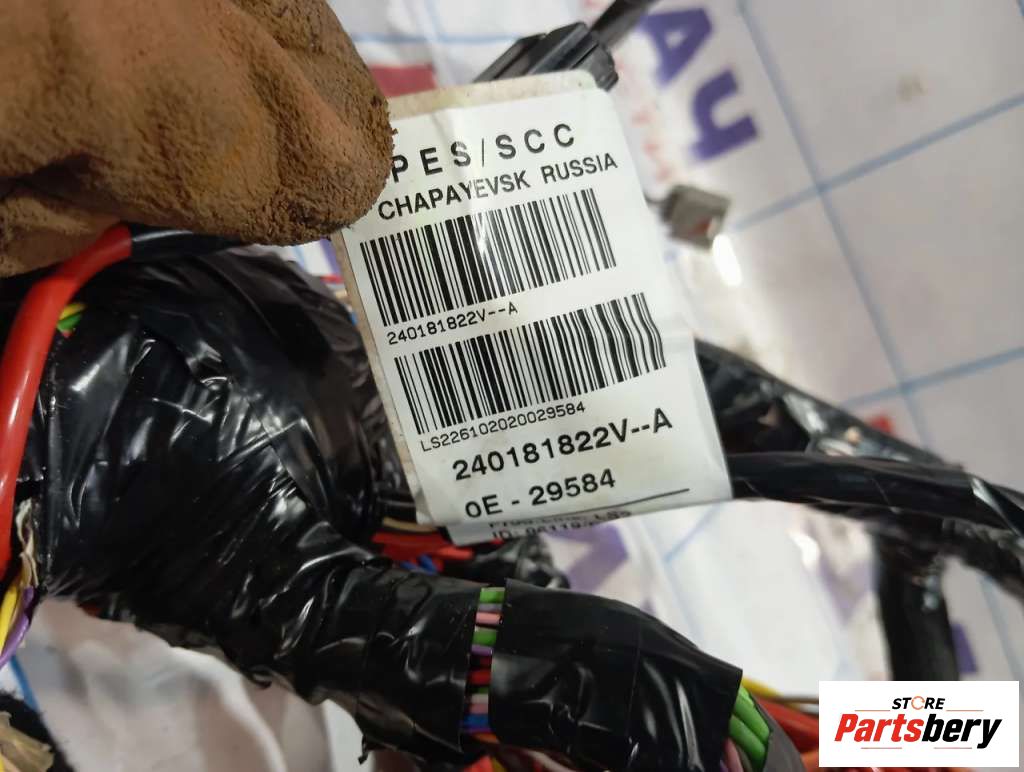 PES/SCC
CHAPAYEVSK RUSSIA
240181822V--A
LS226102020029584
240181822V--A
0E - 29584
STORE
Partsbery